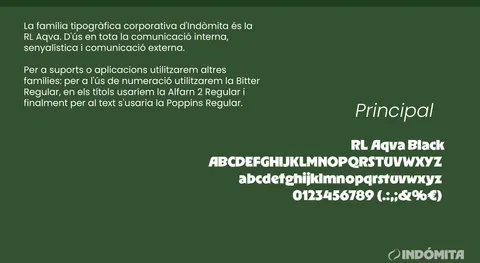 La família tipogràfica corporativa d'Indòmita és la
RL Aqva. D'ús en tota la comunicació interna,
senyalística i comunicació externa.
Per a suports o aplicacions utilitzarem altres
famílies: per a l'ús de numeració utilitzarem la Bitter
Regular, en els títols usariem la Alfarn 2 Regular i
finalment per al text s'usaria la Poppins Regular.
Principal
RL Aqva Black
ABCDEFGHIJKLMNOPQRSTUVWXYZ
abcdefghijklmnopqrstuvwxyz
0123456789 (.:,;&%€)
INDÓMITA